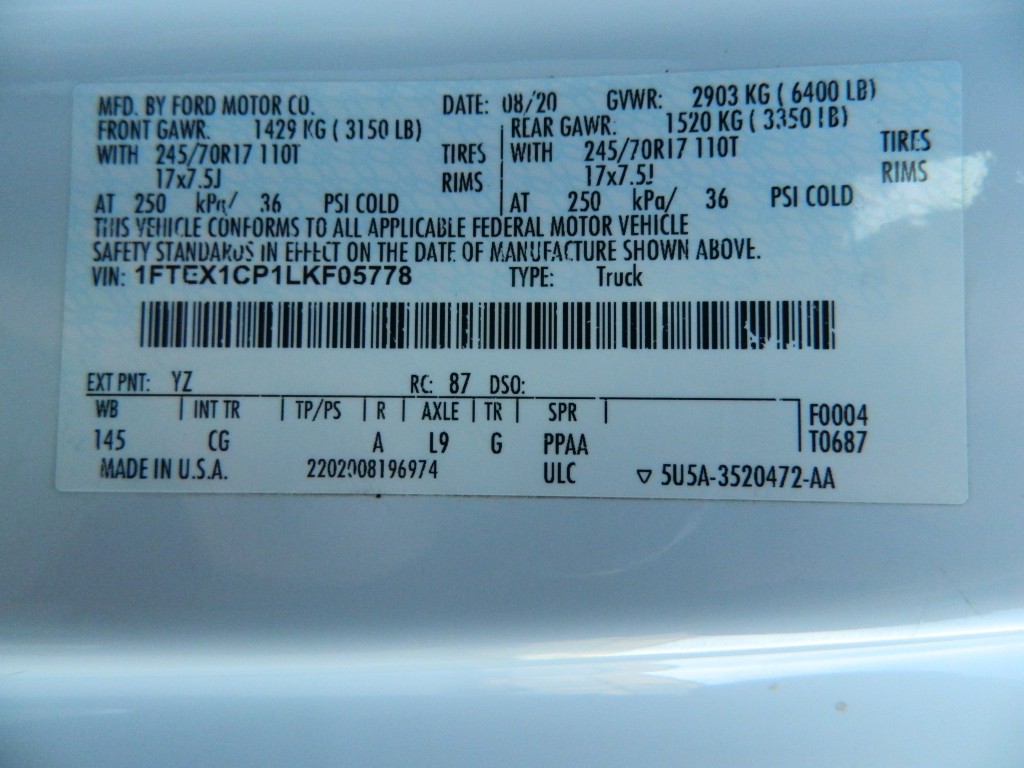 MFD. BY FORD MOTOR CO. DATE: 08/20 GVWR: 2903 KG ( 6400 LB)
FRONT GAWR: 1429 KG ( 3150 LB) REAR GAWR: 1520 KG ( 3350 LB)
WITH 245/70R17 110T TIRES WITH 245/70R17 110T TIRES
17x7.5J RIMS 17x7.5J RIMS
AT 250 kPa/ 36 PSI COLD AT 250 kPa/ 36 PSI COLD
THIS VEHICLE CONFORMS TO ALL APPLICABLE FEDERAL MOTOR VEHICLE
SAFETY STANDARDS IN EFFECT ON THE DATE OF MANUFACTURE SHOWN ABOVE.
VIN: 1FTEX1CP1LKF05778 TYPE: Truck
EXT PNT: YZ RC: 87 DSO:
WB INT TR TP/PS R AXLE TR SPR F0004
145 CG A L9 G PPAA T0687
MADE IN U.S.A. 2202008196974 ULC ▽ 5U5A-3520472-AA